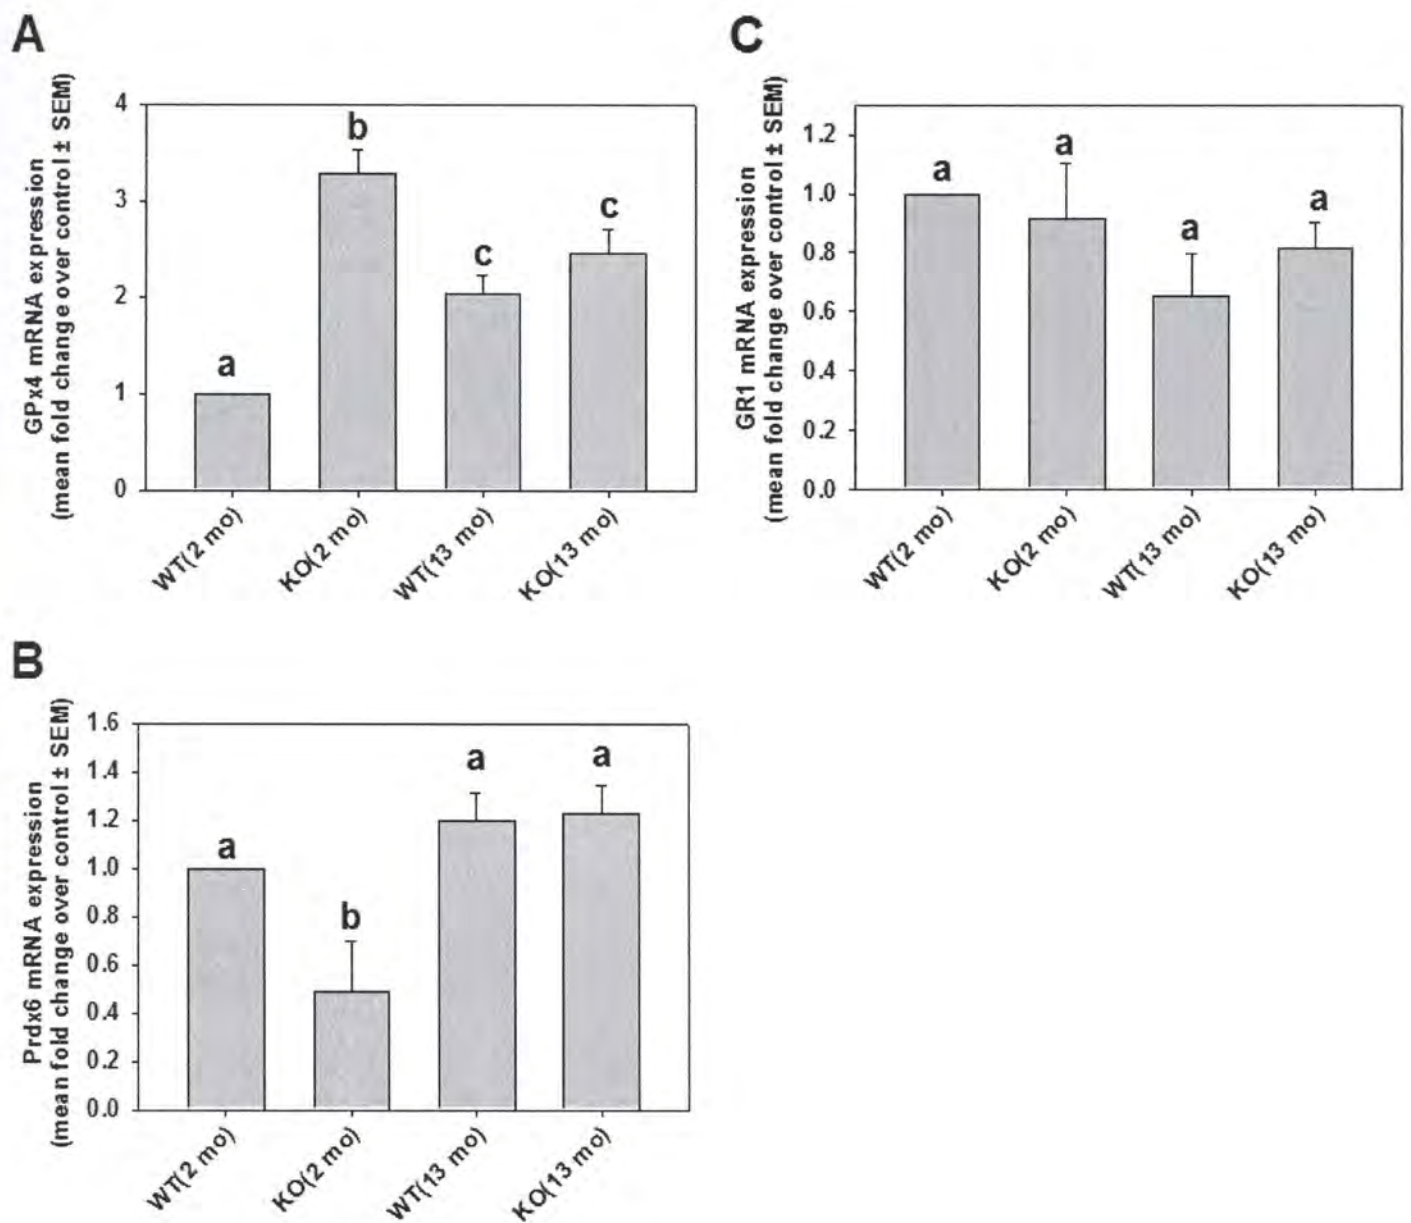 A
GPx4 mRNA expression
(mean fold change over control ± SEM)
4
3
2
1
0
a
b
c
c
WT(2 mo)
KO(2 mo)
WT(13 mo)
KO(13 mo)
C
GR1 mRNA expression
(mean fold change over control ± SEM)
1.2
1.0
0.8
0.6
0.4
0.2
0.0
a
a
a
a
WT(2 mo)
KO(2 mo)
WT(13 mo)
KO(13 mo)
B
Prdx6 mRNA expression
(mean fold change over control ± SEM)
1.6
1.4
1.2
1.0
0.8
0.6
0.4
0.2
0.0
a
b
a
a
WT(2 mo)
KO(2 mo)
WT(13 mo)
KO(13 mo)